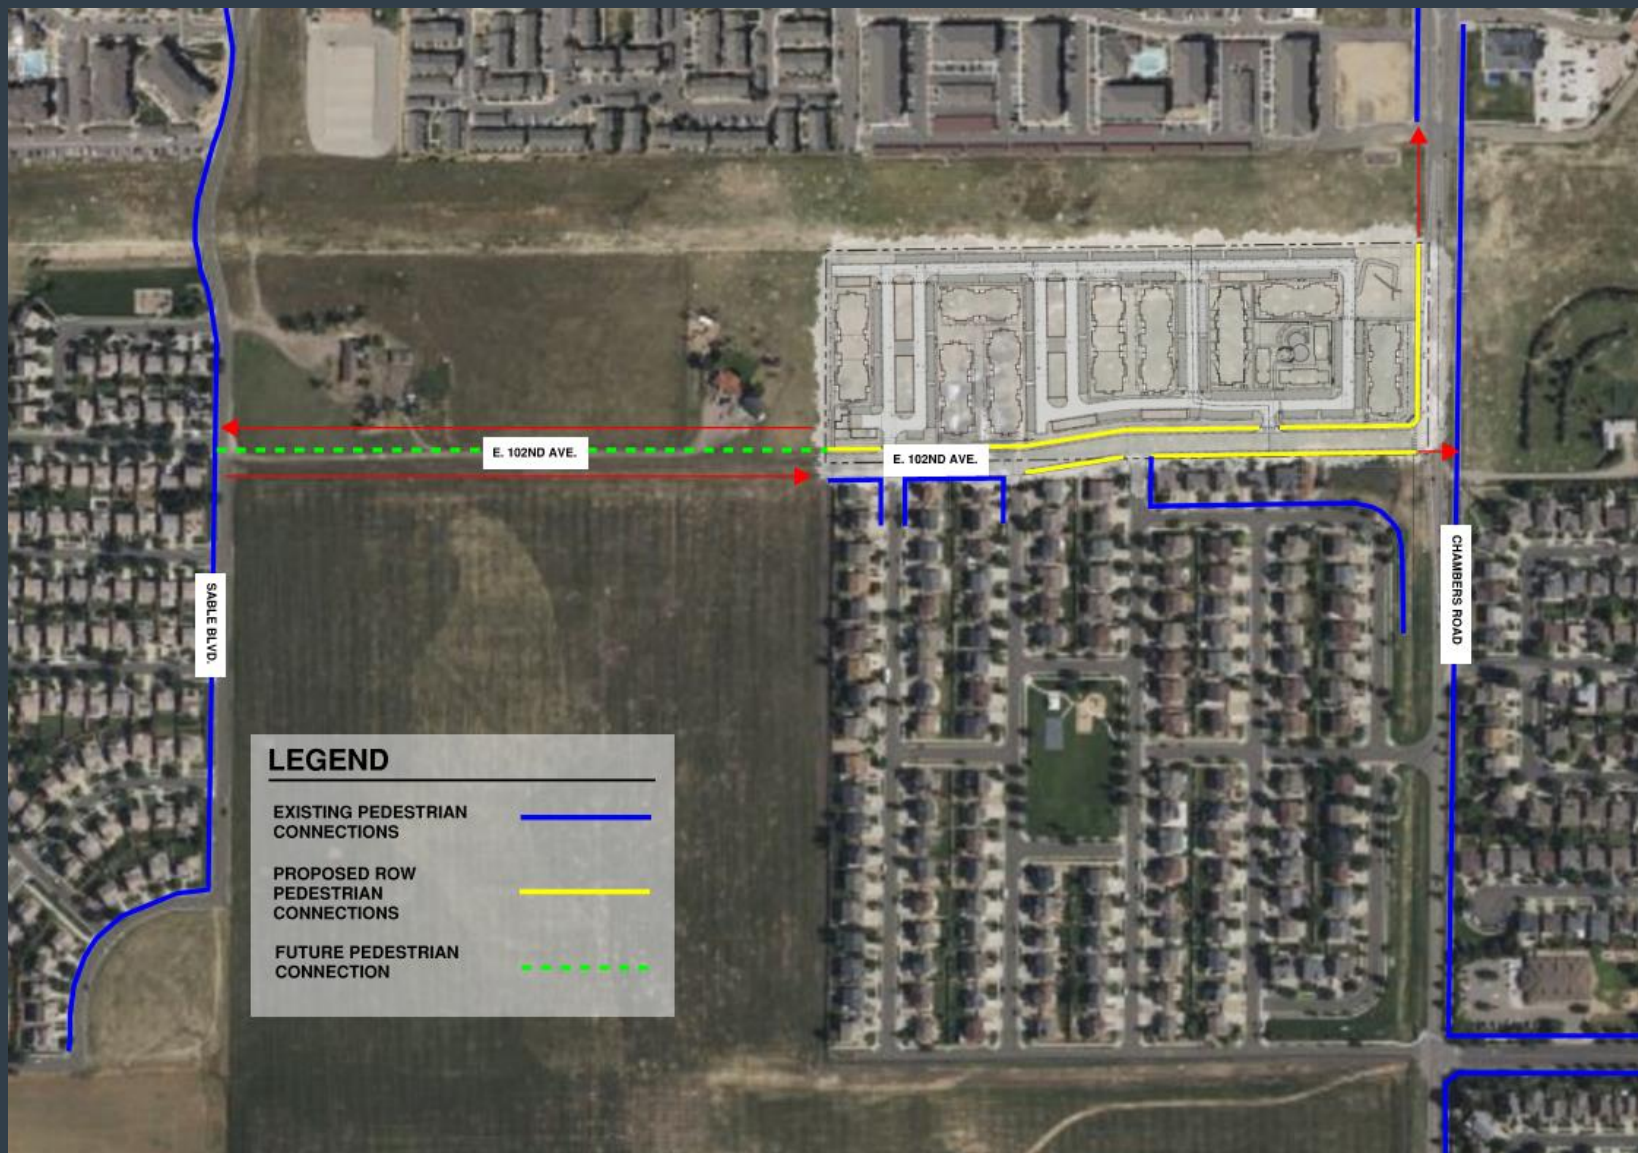 E. 102ND AVE.
E. 102ND AVE.
SABLE BLVD.
CHAMBERS ROAD
LEGEND
EXISTING PEDESTRIAN
CONNECTIONS
PROPOSED ROW
PEDESTRIAN
CONNECTIONS
FUTURE PEDESTRIAN
CONNECTION